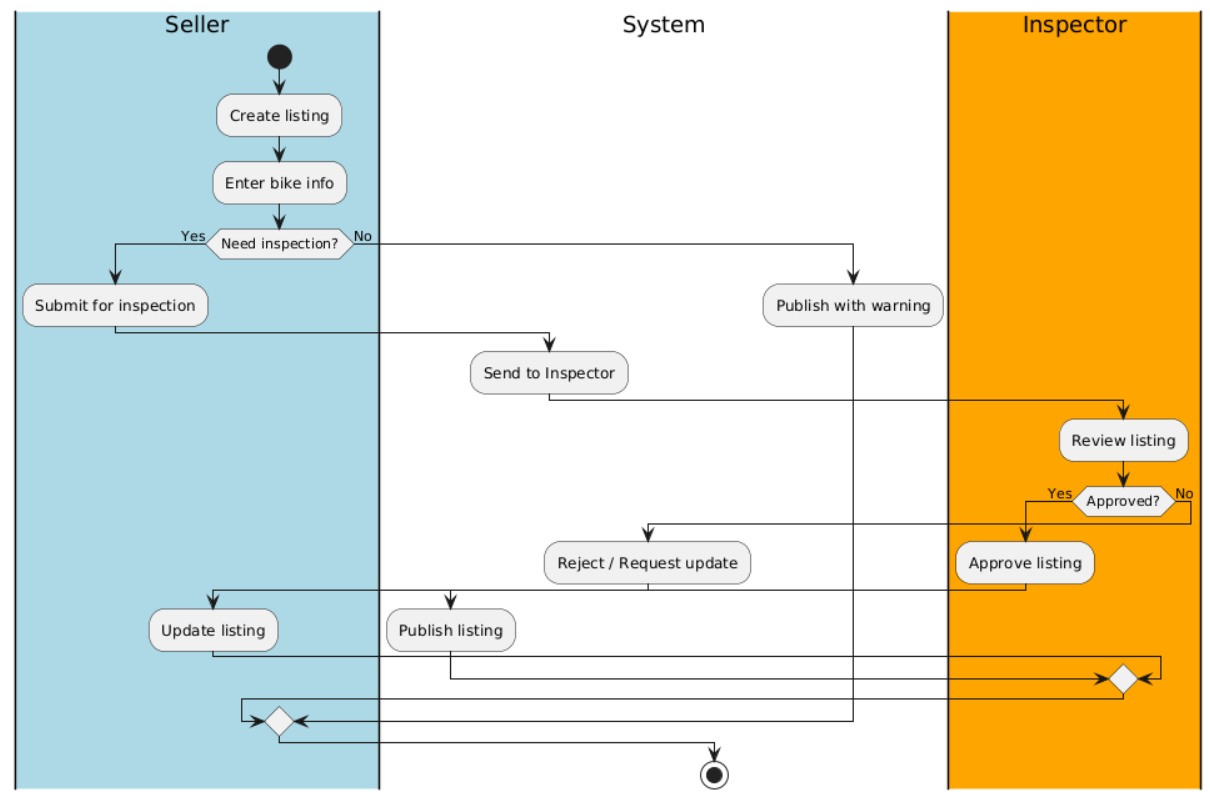 Seller
System
Inspector
Create listing
Enter bike info
Yes
Need inspection?
No
Submit for inspection
Publish with warning
Send to Inspector
Review listing
Yes
Approved?
No
Reject / Request update
Approve listing
Update listing
Publish listing